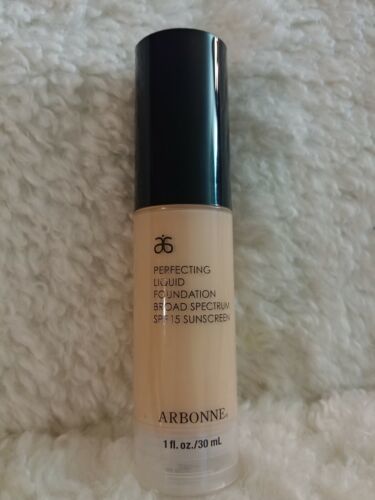 PERFECTING
LIQUID
FOUNDATION
BROAD SPECTRUM
SPF 15 SUNSCREEN
ARBONNE®
1 fl. oz./30 mL